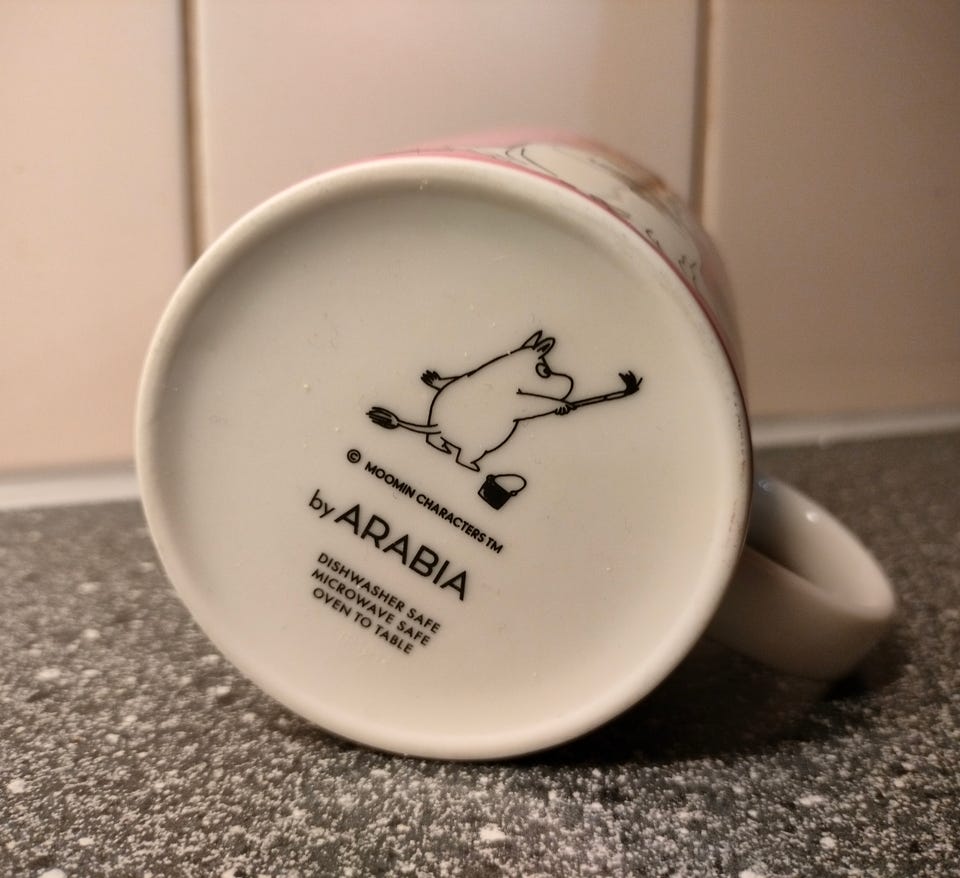 © MOOMIN CHARACTERS™
by ARABIA
DISHWASHER SAFE
MICROWAVE SAFE
OVEN TO TABLE